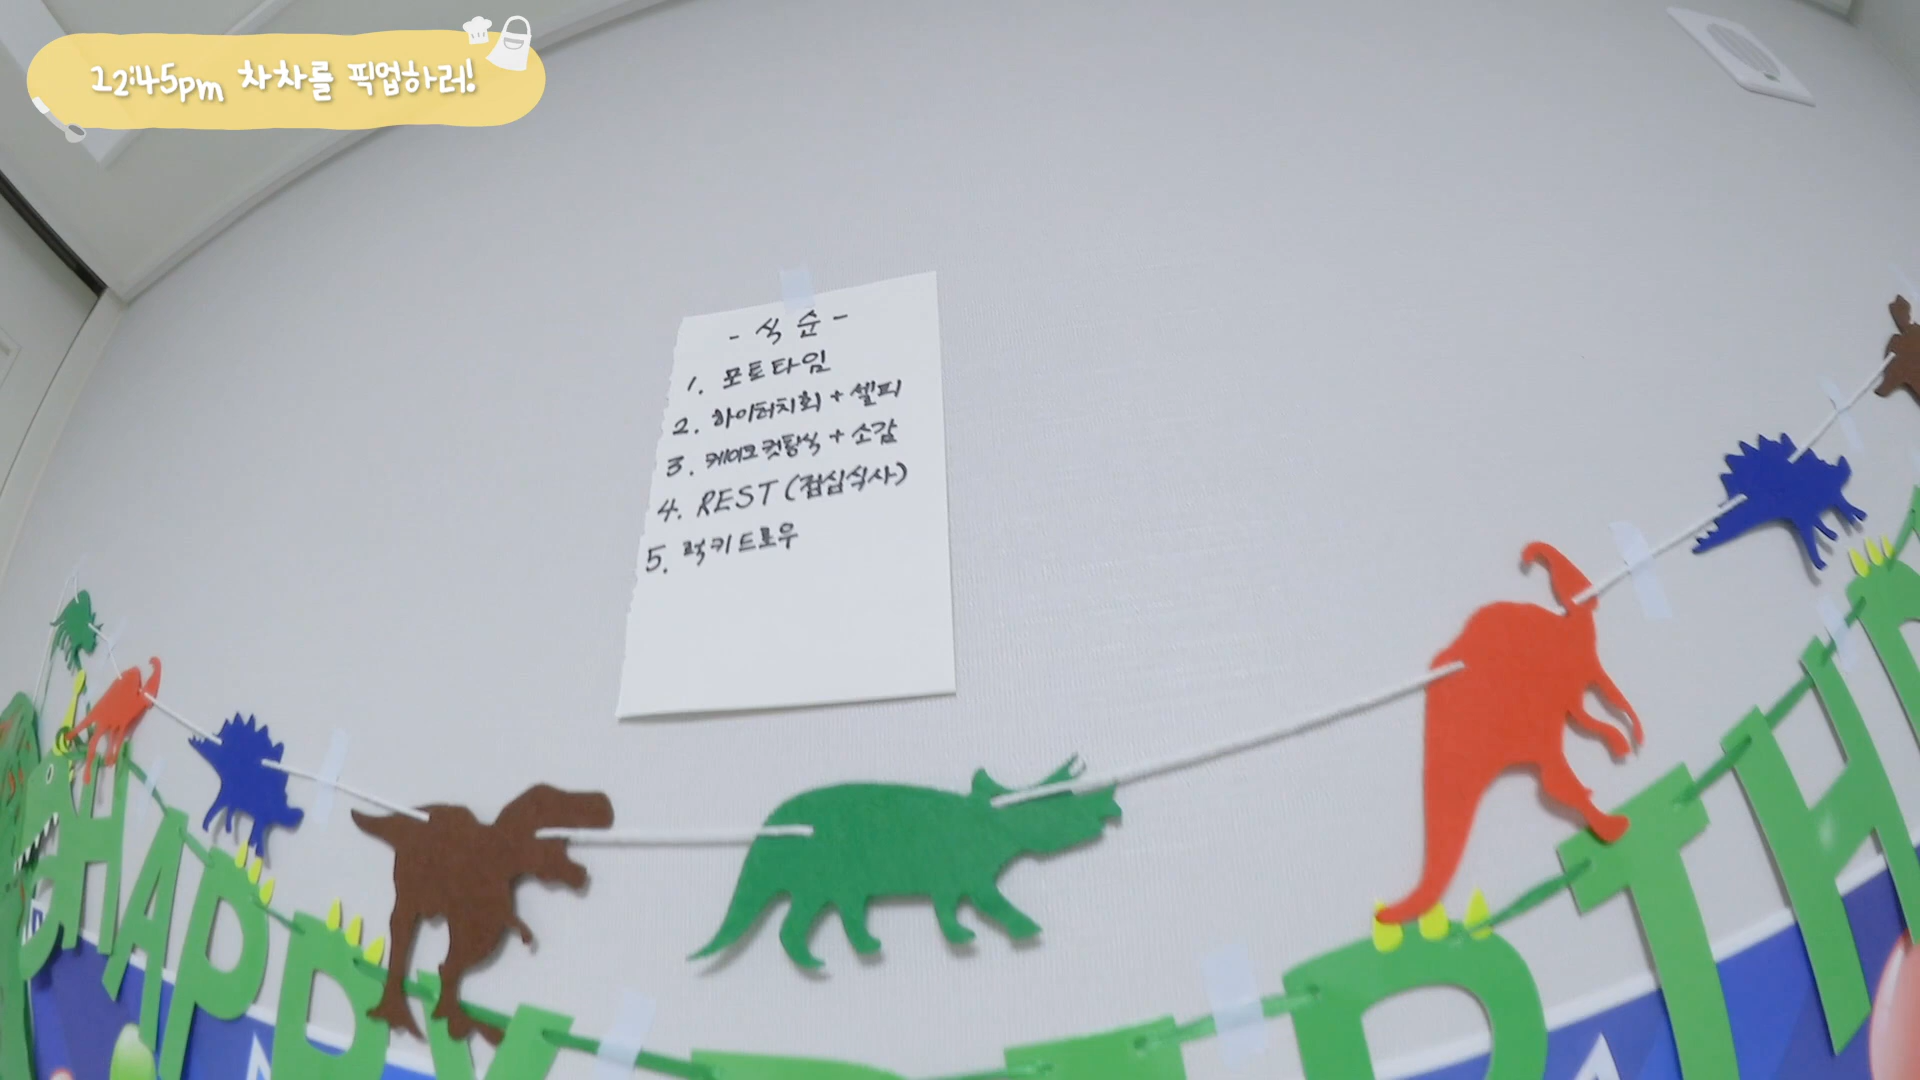 12:45pm 차차를 픽업하러!
- 식 순 -
1. 포토타임
2. 하이터치회 + 셀피
3. 케이크 컷팅식 + 소감
4. REST (점심식사)
5. 럭키드로우
HAPPY
RTH